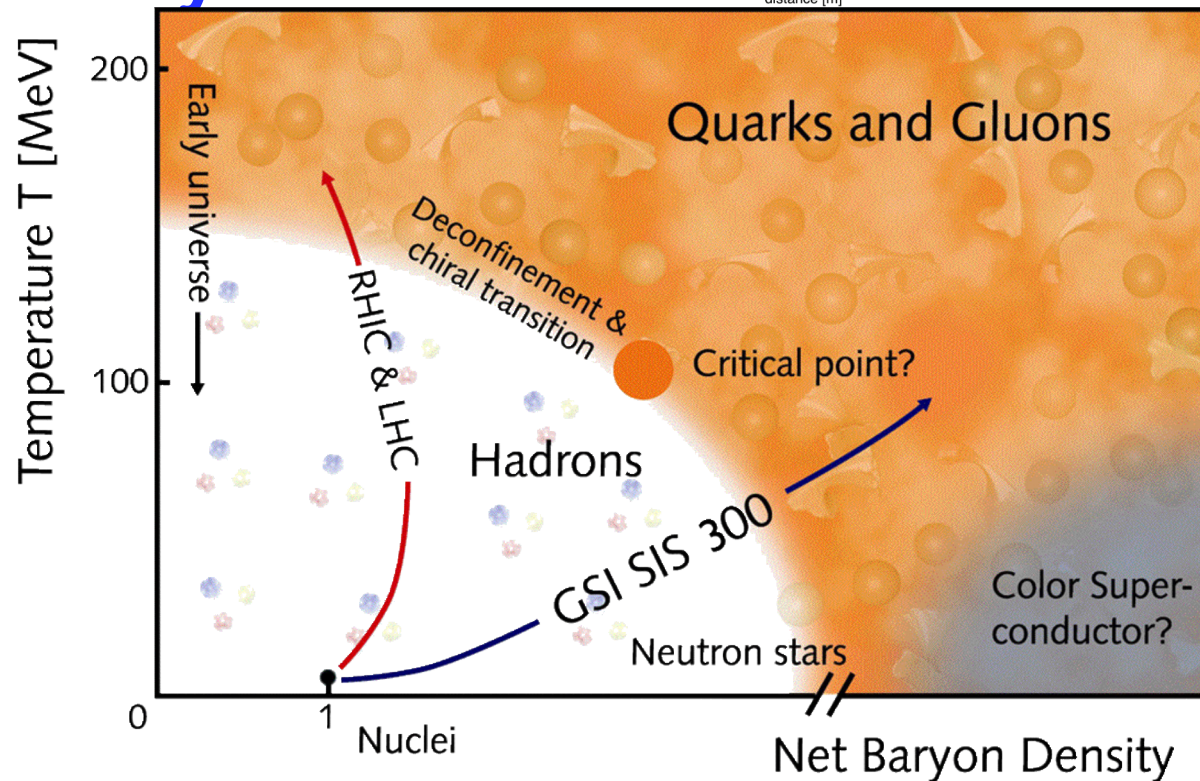 distance [m]
Temperature T [MeV]
200
100
0
1
Early universe
Quarks and Gluons
Deconfinement &
chiral transition
RHIC & LHC
Critical point?
Hadrons
GSI SIS 300
Color Super-
conductor?
Neutron stars
Nuclei
Net Baryon Density